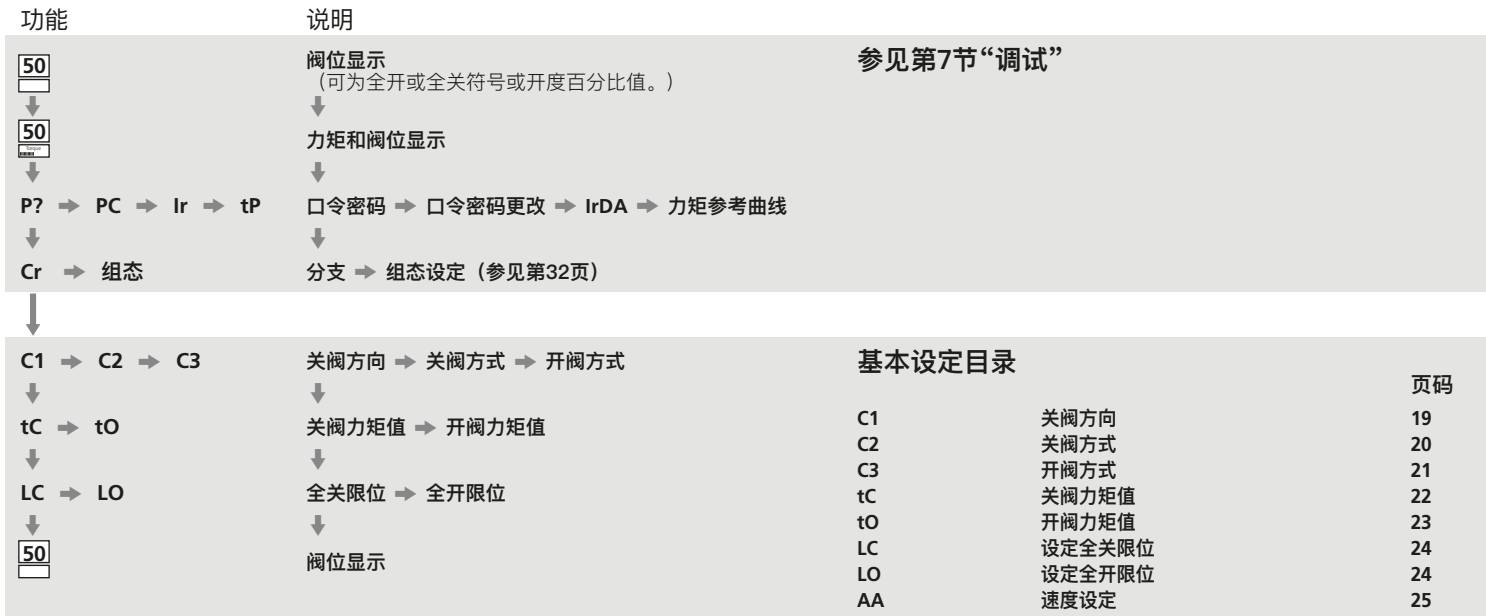 功能 说明
50 阀位显示 参见第7节“调试”
（可为全开或全关符号或开度百分比值。）
50 力矩和阀位显示
Torque
P? ➡ PC ➡ Ir ➡ tP 口令密码 ➡ 口令密码更改 ➡ IrDA ➡ 力矩参考曲线
Cr ➡ 组态 分支 ➡ 组态设定（参见第32页）
C1 ➡ C2 ➡ C3 关阀方向 ➡ 关阀方式 ➡ 开阀方式
tC ➡ tO 关阀力矩值 ➡ 开阀力矩值
LC ➡ LO 全关限位 ➡ 全开限位
50 阀位显示
基本设定目录
页码
C1 关阀方向 19
C2 关阀方式 20
C3 开阀方式 21
tC 关阀力矩值 22
tO 开阀力矩值 23
LC 设定全关限位 24
LO 设定全开限位 24
AA 速度设定 25